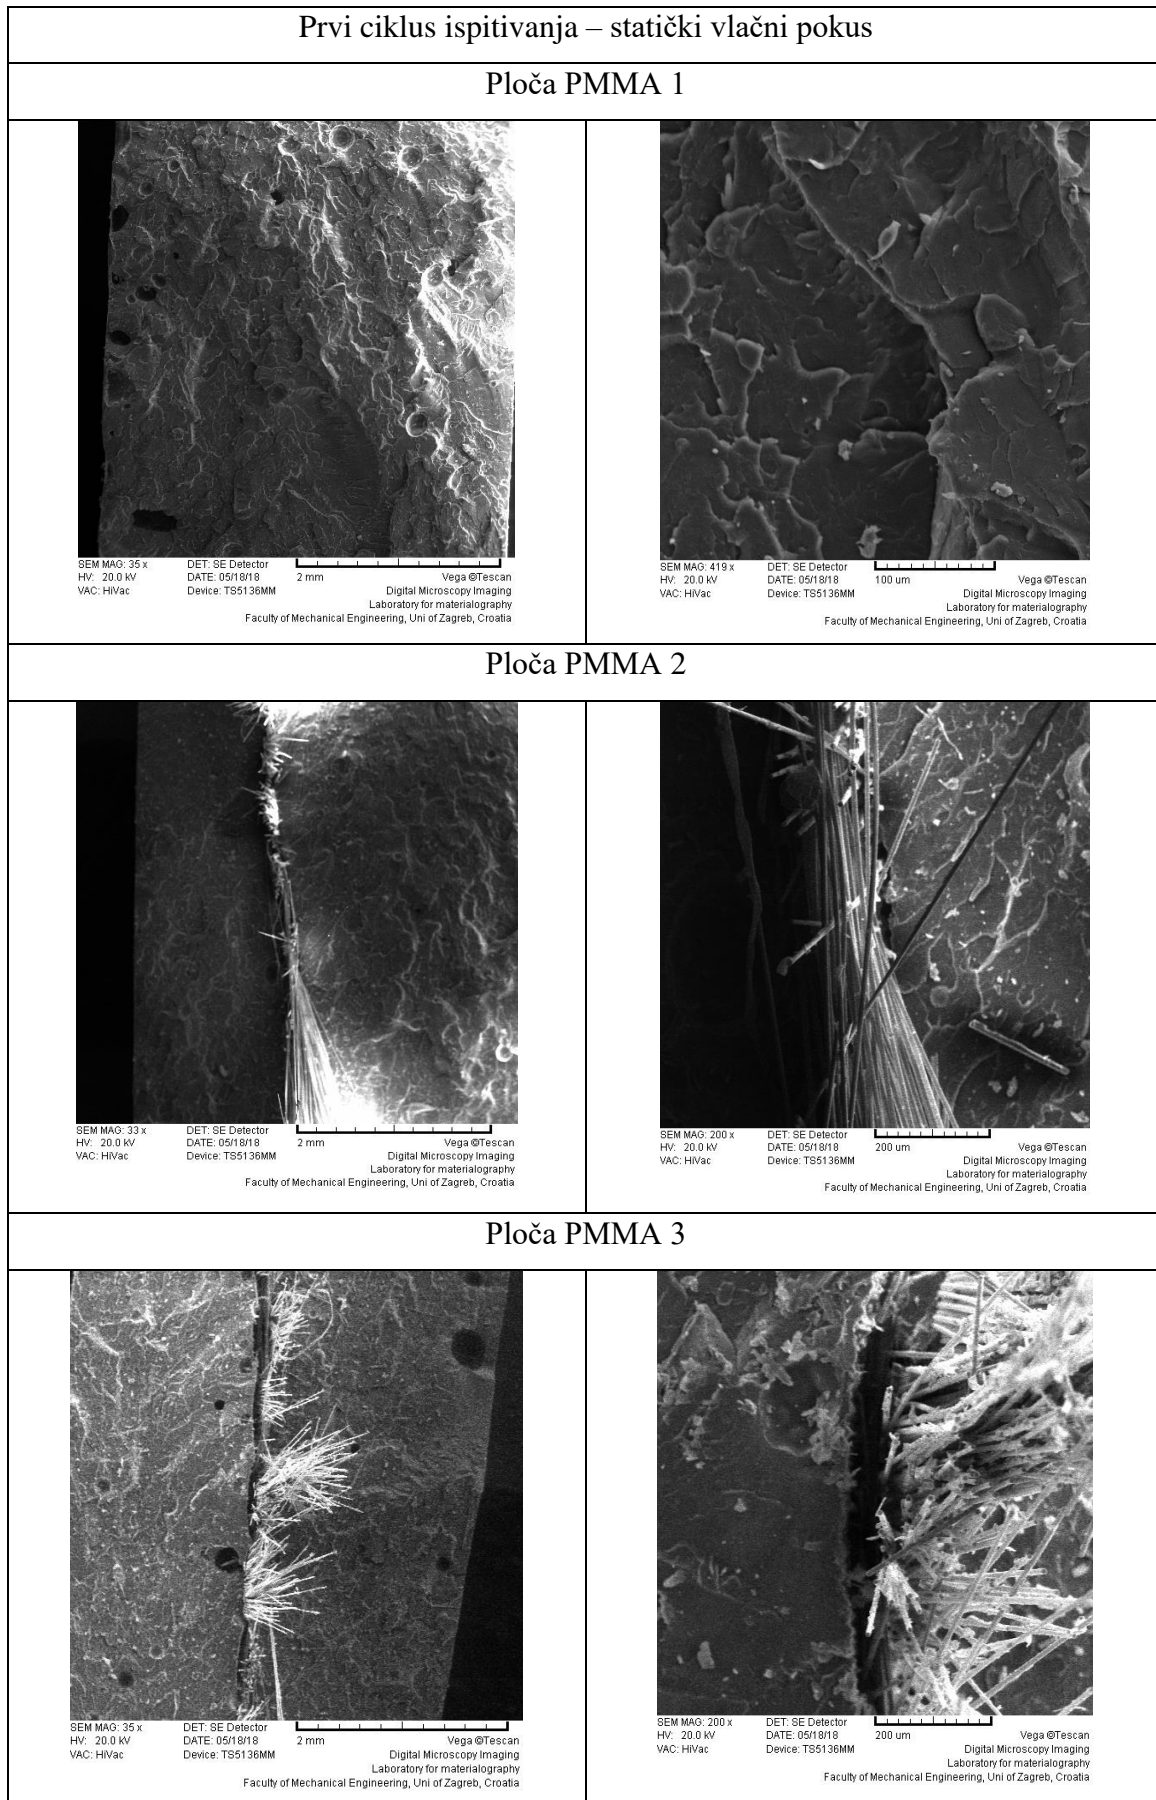 Prvi ciklus ispitivanja – statički vlačni pokus
Ploča PMMA 1
SEM MAG: 35 x DET: SE Detector
HV: 20.0 kV DATE: 05/18/18 2 mm Vega ©Tescan
VAC: HiVac Device: TS5136MM Digital Microscopy Imaging
Laboratory for materialography
Faculty of Mechanical Engineering, Uni of Zagreb, Croatia
SEM MAG: 419 x DET: SE Detector
HV: 20.0 kV DATE: 05/18/18 100 um Vega ©Tescan
VAC: HiVac Device: TS5136MM Digital Microscopy Imaging
Laboratory for materialography
Faculty of Mechanical Engineering, Uni of Zagreb, Croatia
Ploča PMMA 2
SEM MAG: 33 x DET: SE Detector
HV: 20.0 kV DATE: 05/18/18 2 mm Vega ©Tescan
VAC: HiVac Device: TS5136MM Digital Microscopy Imaging
Laboratory for materialography
Faculty of Mechanical Engineering, Uni of Zagreb, Croatia
SEM MAG: 200 x DET: SE Detector
HV: 20.0 kV DATE: 05/18/18 200 um Vega ©Tescan
VAC: HiVac Device: TS5136MM Digital Microscopy Imaging
Laboratory for materialography
Faculty of Mechanical Engineering, Uni of Zagreb, Croatia
Ploča PMMA 3
SEM MAG: 35 x DET: SE Detector
HV: 20.0 kV DATE: 05/18/18 2 mm Vega ©Tescan
VAC: HiVac Device: TS5136MM Digital Microscopy Imaging
Laboratory for materialography
Faculty of Mechanical Engineering, Uni of Zagreb, Croatia
SEM MAG: 200 x DET: SE Detector
HV: 20.0 kV DATE: 05/18/18 200 um Vega ©Tescan
VAC: HiVac Device: TS5136MM Digital Microscopy Imaging
Laboratory for materialography
Faculty of Mechanical Engineering, Uni of Zagreb, Croatia